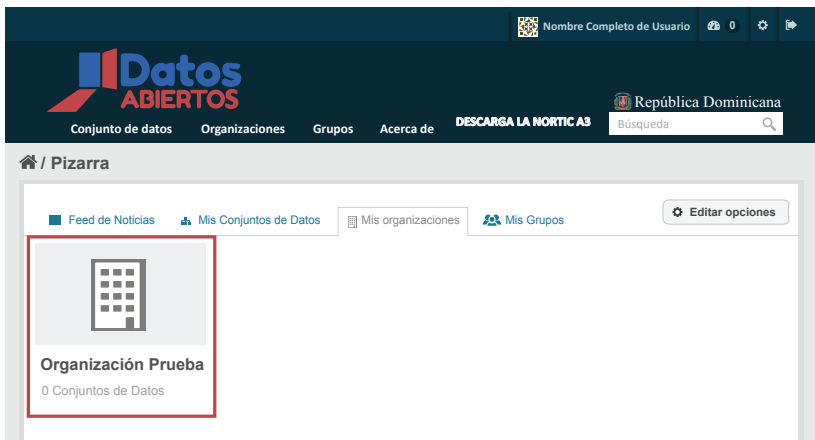 Nombre Completo de Usuario 0
Datos
ABIERTOS
República Dominicana
Conjunto de datos Organizaciones Grupos Acerca de DESCARGA LA NORTIC A3 Búsqueda
/ Pizarra
Feed de Noticias Mis Conjuntos de Datos Mis organizaciones Mis Grupos Editar opciones
Organización Prueba
0 Conjuntos de Datos